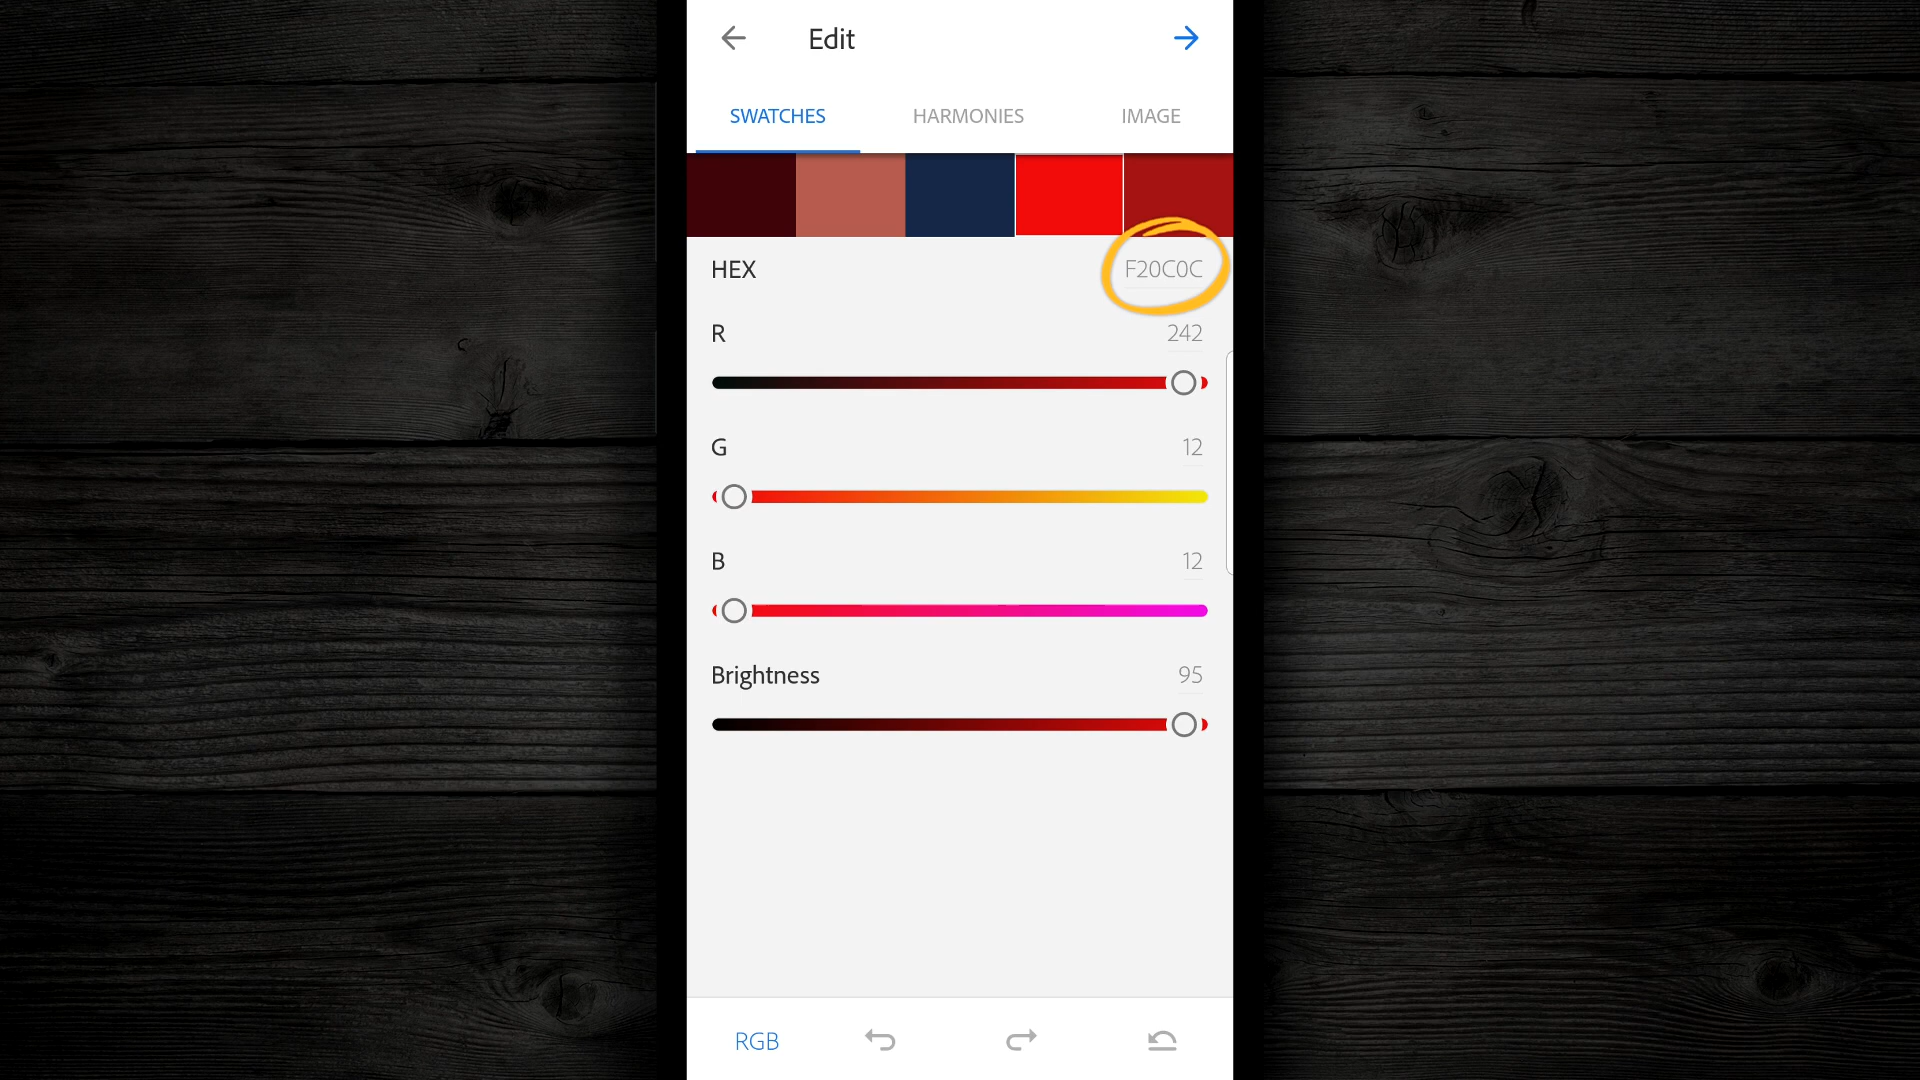 Edit
SWATCHES HARMONIES IMAGE
HEX F20C0C
R 242
G 12
B 12
Brightness 95
RGB